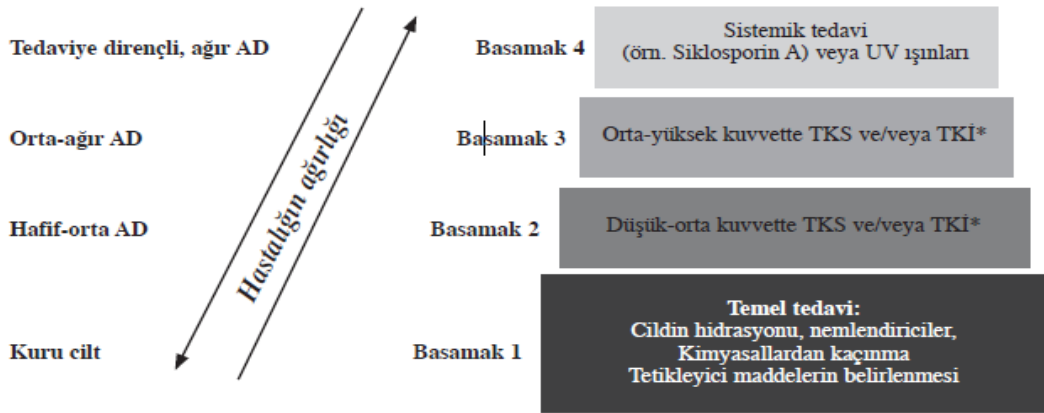 Tedaviye dirençli, ağır AD
Basamak 4
Sistemik tedavi
(örn. Siklosporin A) veya UV ışınları
Orta-ağır AD
Basamak 3
Orta-yüksek kuvvette TKS ve/veya TKİ*
Hastalığın ağırlığı
Hafif-orta AD
Basamak 2
Düşük-orta kuvvette TKS ve/veya TKİ*
Kuru cilt
Basamak 1
Temel tedavi:
Cildin hidrasyonu, nemlendiriciler,
Kimyasallardan kaçınma
Tetikleyici maddelerin belirlenmesi